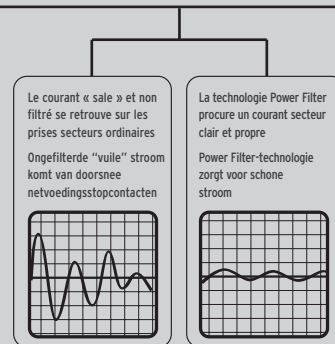 Le courant « sale » et non
filtré se retrouve sur les
prises secteurs ordinaires
Ongefilterde “vuile” stroom
komt van doorsnee
netvoedingsstopcontacten
La technologie Power Filter
procure un courant secteur
clair et propre
Power Filter-technologie
zorgt voor schone
stroom